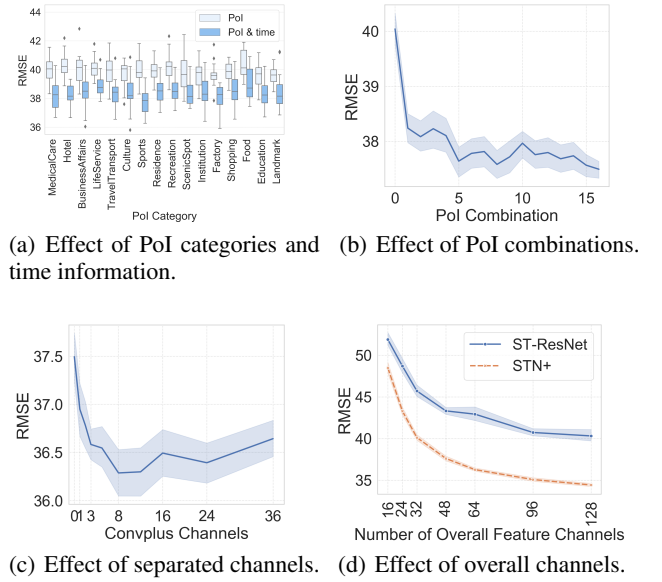 44
42
40
38
36
RMSE
PoI
PoI & time
MedicalCare
Hotel
BusinessAffairs
LifeService
TravelTransport
Culture
Sports
Residence
Recreation
ScenicSpot
Institution
Factory
Shopping
Food
Education
Landmark
PoI Category
40
39
38
RMSE
0 5 10 15
PoI Combination
(a) Effect of PoI categories and
time information.
(b) Effect of PoI combinations.
37.5
37.0
36.5
36.0
RMSE
0 1 3 8 16 24 36
Convplus Channels
50
45
40
35
RMSE
ST-ResNet
STN+
16 24 32 48 64 96 128
Number of Overall Feature Channels
(c) Effect of separated channels.
(d) Effect of overall channels.